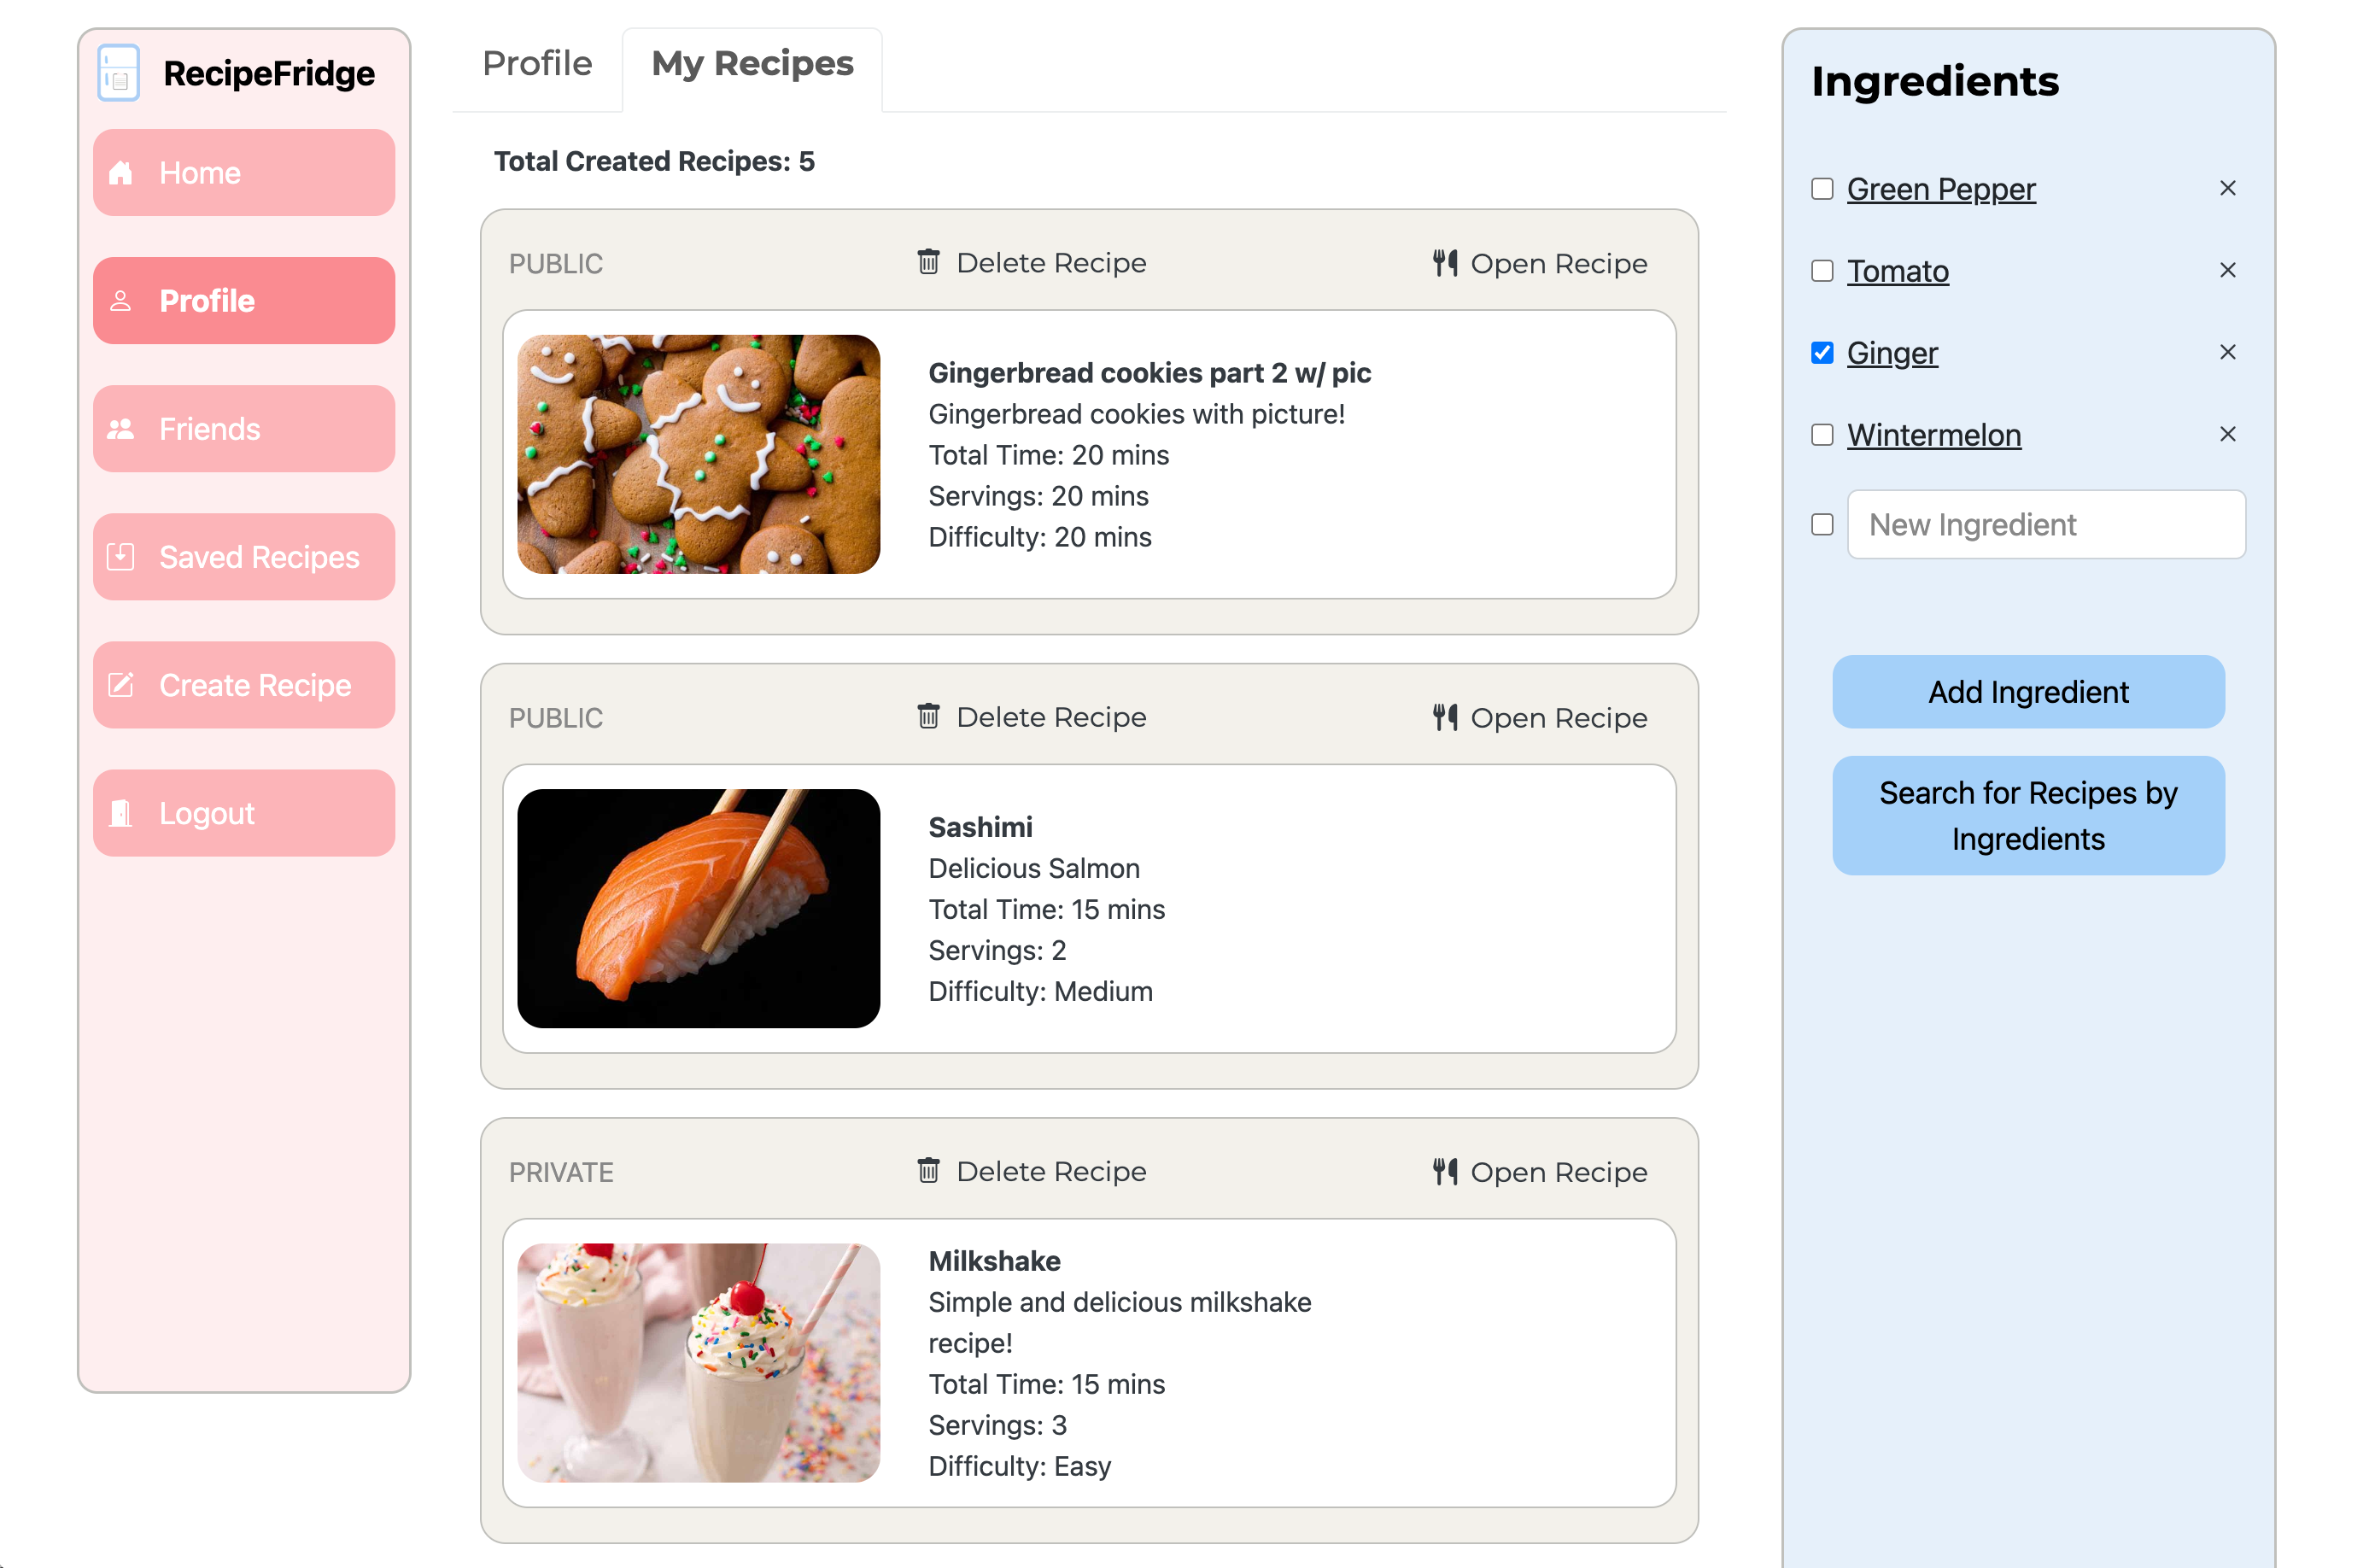 RecipeFridge
Home
Profile
Friends
Saved Recipes
Create Recipe
Logout
Profile
My Recipes
Total Created Recipes: 5
PUBLIC
Delete Recipe
Open Recipe
Gingerbread cookies part 2 w/ pic
Gingerbread cookies with picture!
Total Time: 20 mins
Servings: 20 mins
Difficulty: 20 mins
PUBLIC
Delete Recipe
Open Recipe
Sashimi
Delicious Salmon
Total Time: 15 mins
Servings: 2
Difficulty: Medium
PRIVATE
Delete Recipe
Open Recipe
Milkshake
Simple and delicious milkshake
recipe!
Total Time: 15 mins
Servings: 3
Difficulty: Easy
Ingredients
Green Pepper
Tomato
Ginger
Wintermelon
New Ingredient
Add Ingredient
Search for Recipes by
Ingredients